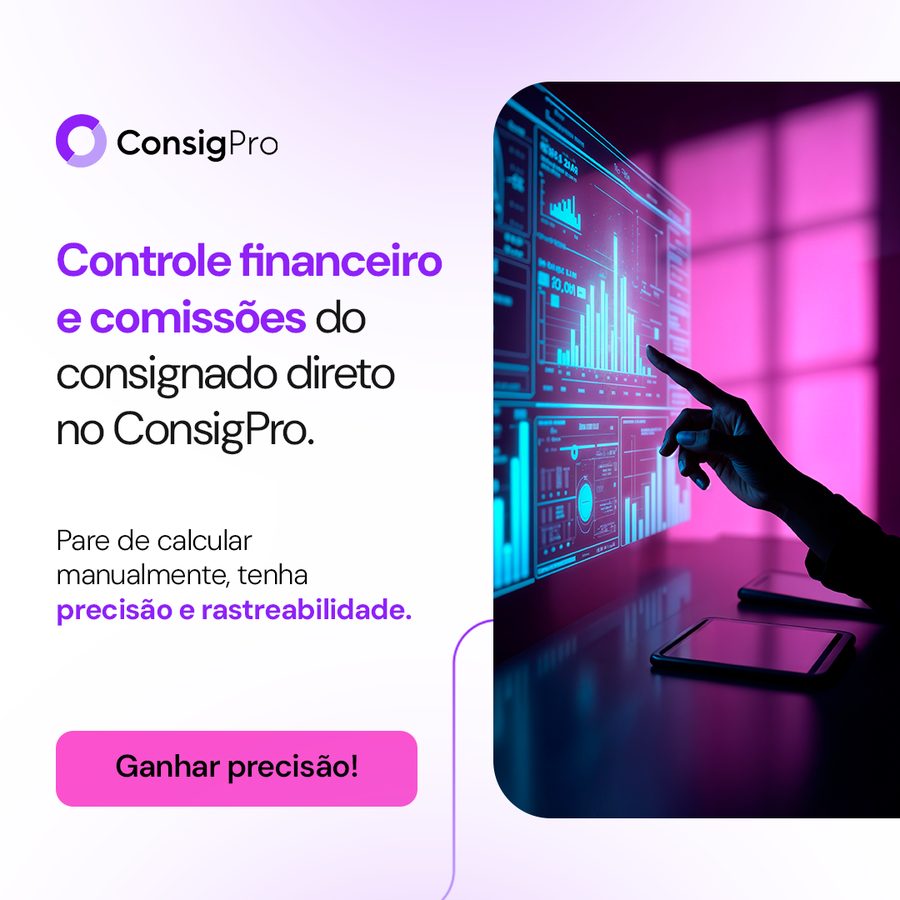 ConsigPro
Controle financeiro
e comissões do
consignado direto
no ConsigPro.
Pare de calcular
manualmente, tenha
precisão e rastreabilidade.
Ganhar precisão!